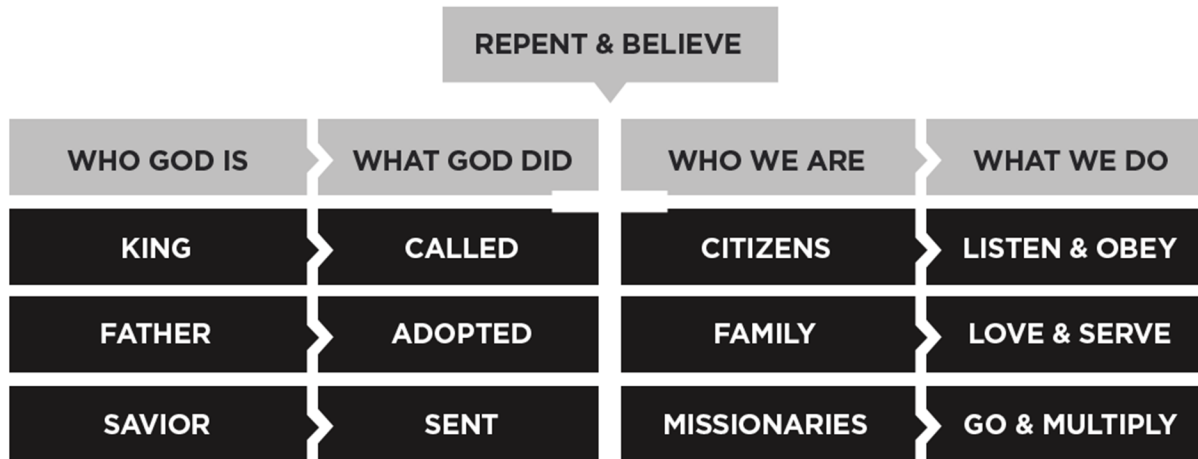 REPENT & BELIEVE
WHO GOD IS
WHAT GOD DID
WHO WE ARE
WHAT WE DO
KING
CALLED
CITIZENS
LISTEN & OBEY
FATHER
ADOPTED
FAMILY
LOVE & SERVE
SAVIOR
SENT
MISSIONARIES
GO & MULTIPLY